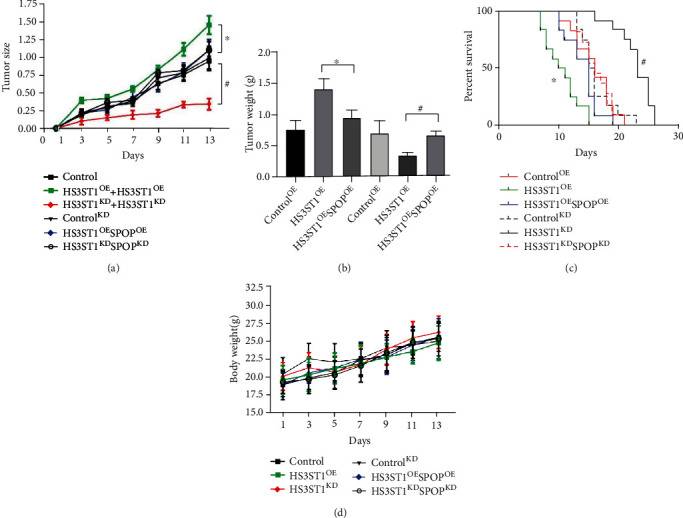 1.75
1.50
1.25
1.00
0.75
0.50
0.25
0.00
Tumor size
0 1 3 5 7 9 11 13
Days
*
#
Control
HS3ST1OE+HS3ST1OE
HS3ST1KD+HS3ST1KD
ControlKD
HS3ST1OESPOPOE
HS3ST1KDSPOPKD
(a)
2.0
1.5
1.0
0.5
0.0
Tumor weight (g)
*
#
ControlOE
HS3ST1OE
HS3ST1OESPOPOE
ControlOE
HS3ST1OE
HS3ST1OESPOPOE
(b)
100
50
0
Percent survival
0 10 20 30
Days
*
#
ControlOE
HS3ST1OE
HS3ST1OESPOPOE
ControlKD
HS3ST1KD
HS3ST1KDSPOPKD
(c)
32.5
30.0
27.5
25.0
22.5
20.0
17.5
15.0
Body weight(g)
1 3 5 7 9 11 13
Days
Control
HS3ST1OE
HS3ST1KD
ControlKD
HS3ST1OESPOPOE
HS3ST1KDSPOPKD
(d)